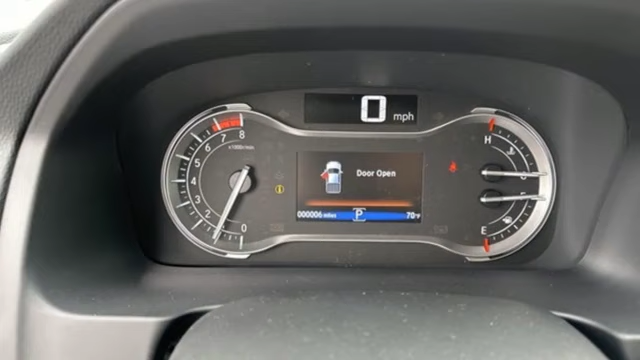 0 mph
8
7
6
5
4
3
2
1
0
x1000r/min
Door Open
000006 miles P 70°F
H
C
F
E